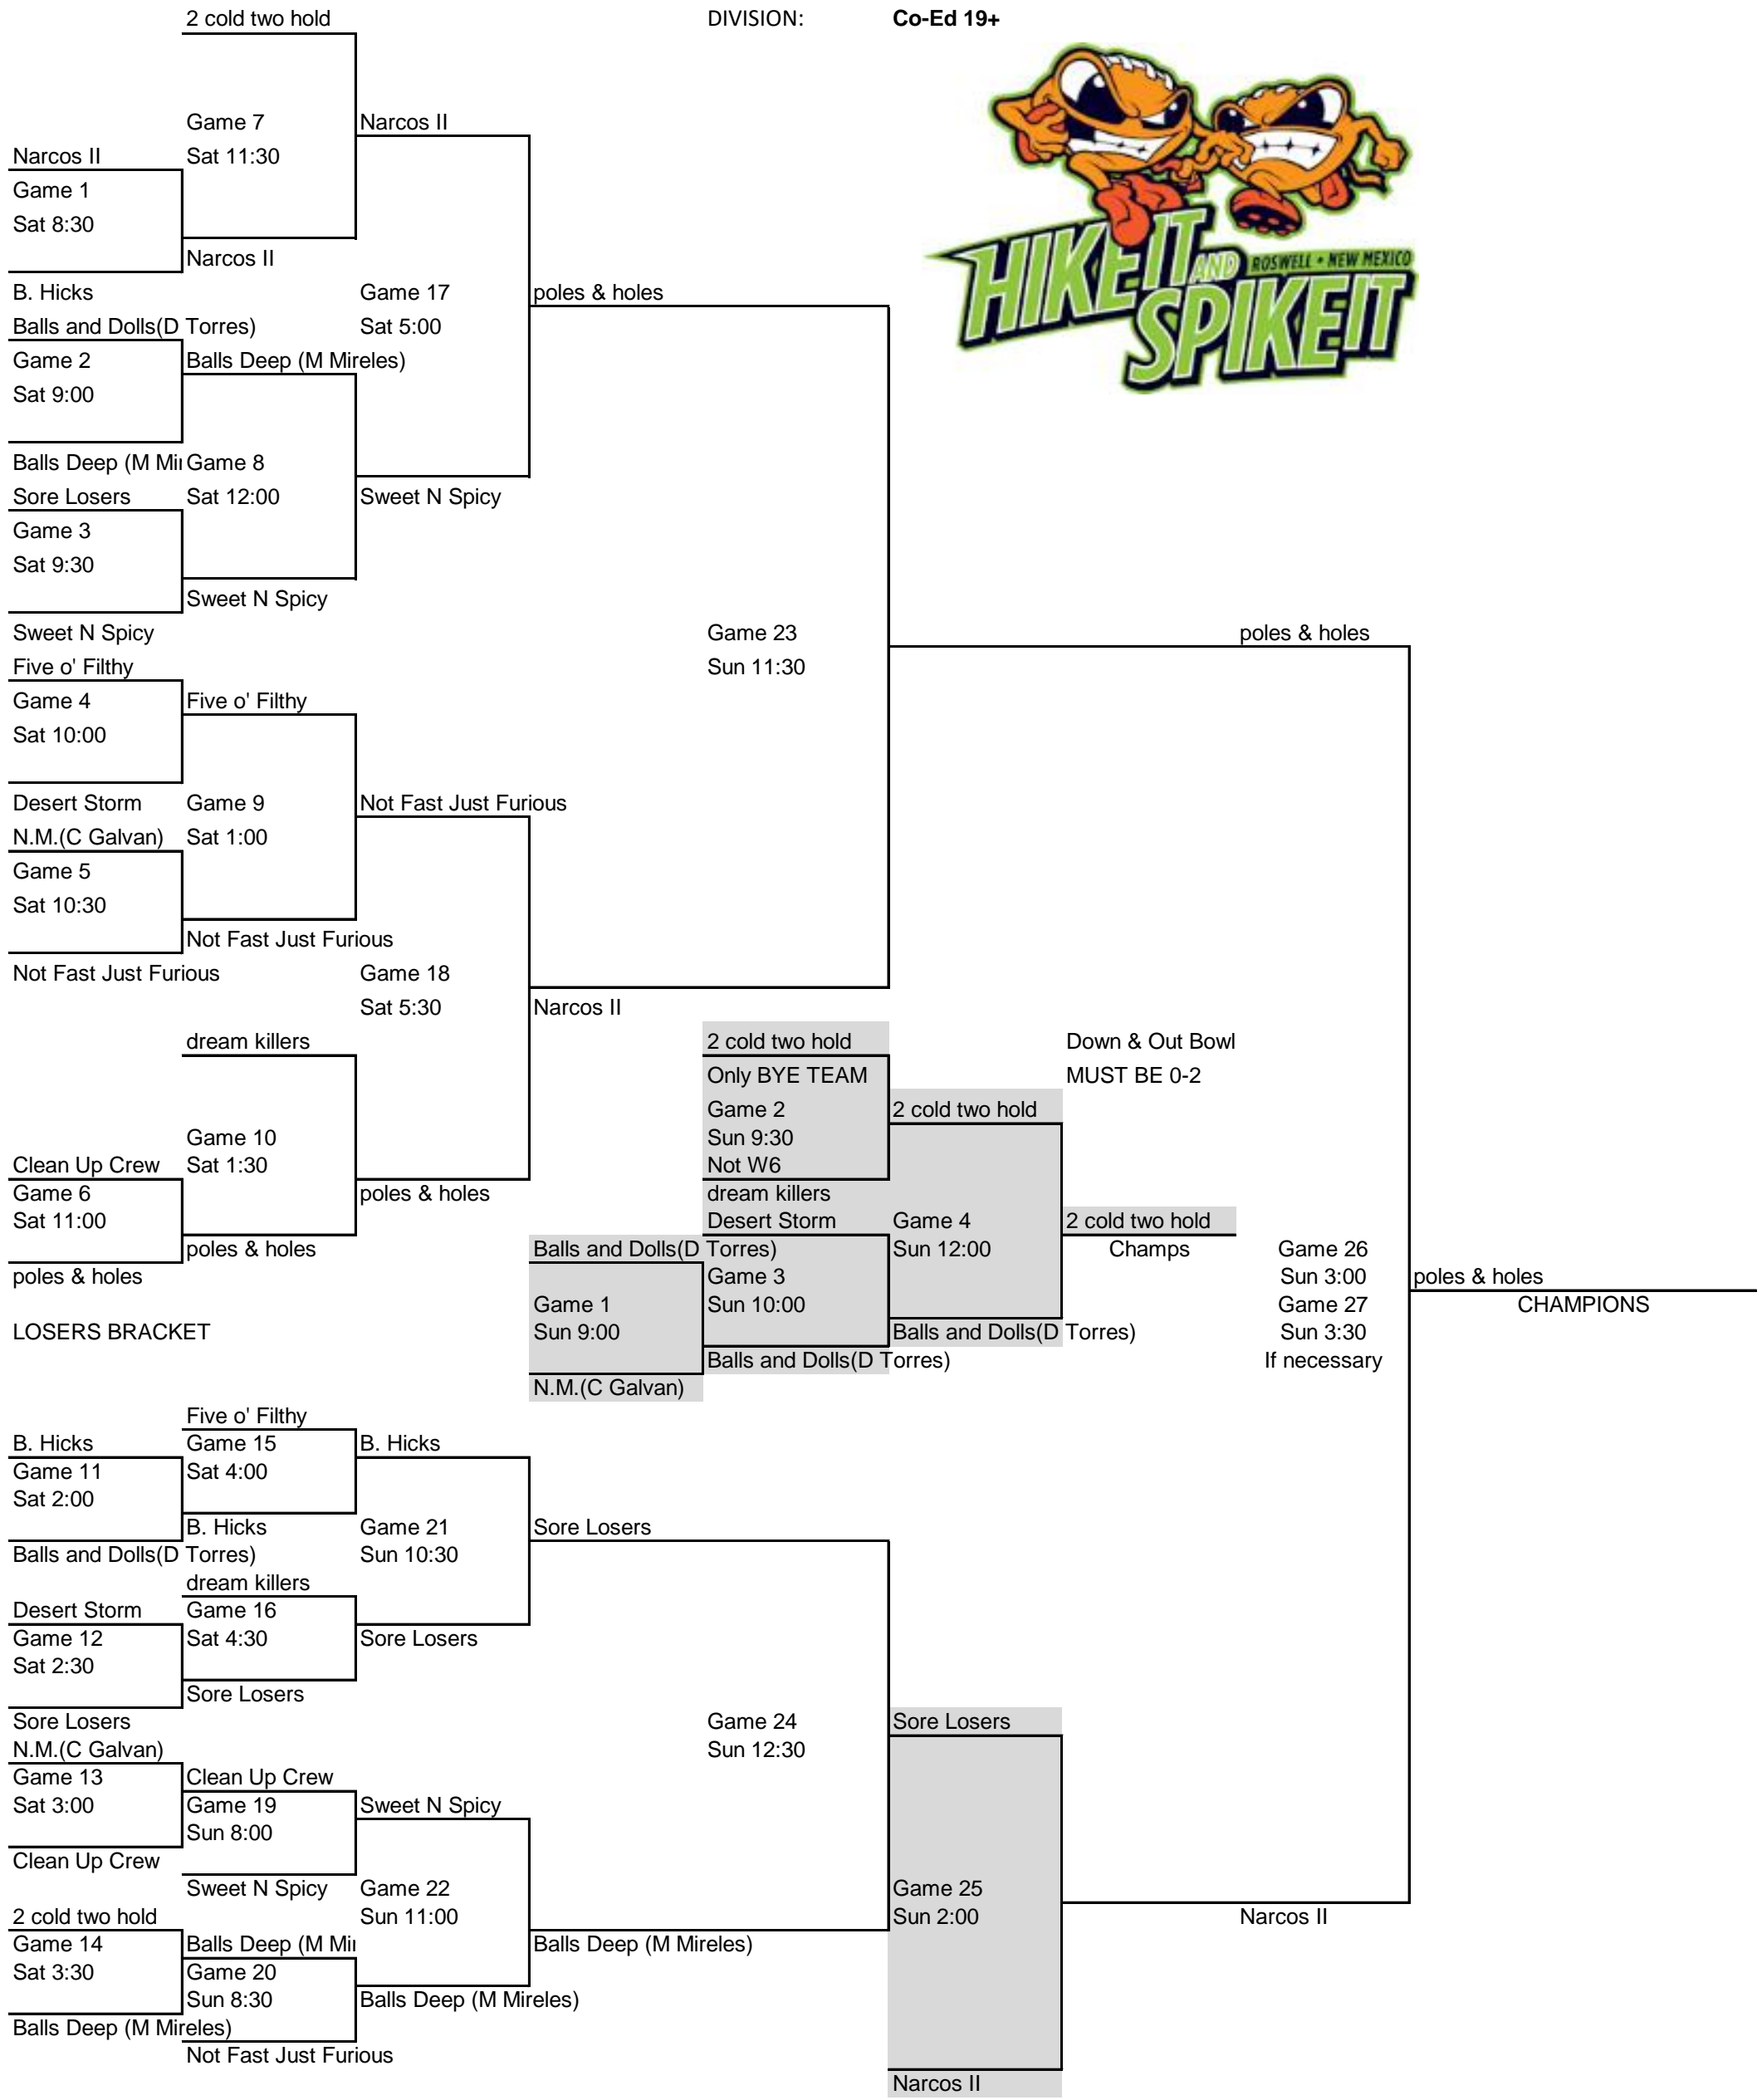 2 cold two hold
DIVISION:
Co-Ed 19+
HIKE IT AND SPIKE IT
ROSWELL • NEW MEXICO
Game 7
Narcos II
Narcos II
Sat 11:30
Game 1
Sat 8:30
Narcos II
B. Hicks
Game 17
poles & holes
Balls and Dolls(D Torres)
Sat 5:00
Game 2
Balls Deep (M Mireles)
Sat 9:00
Balls Deep (M Mir
Game 8
Sore Losers
Sat 12:00
Sweet N Spicy
Game 3
Sat 9:30
Sweet N Spicy
Sweet N Spicy
Game 23
poles & holes
Five o' Filthy
Sun 11:30
Game 4
Five o' Filthy
Sat 10:00
Desert Storm
Game 9
Not Fast Just Furious
N.M.(C Galvan)
Sat 1:00
Game 5
Sat 10:30
Not Fast Just Furious
Not Fast Just Furious
Game 18
Sat 5:30
Narcos II
dream killers
2 cold two hold
Down & Out Bowl
Only BYE TEAM
MUST BE 0-2
Game 2
2 cold two hold
Game 10
Sun 9:30
Clean Up Crew
Sat 1:30
Not W6
Game 6
poles & holes
dream killers
Sat 11:00
Desert Storm
Game 4
2 cold two hold
poles & holes
Balls and Dolls(D Torres)
Sun 12:00
Champs
Game 26
poles & holes
Game 3
Sun 3:00
poles & holes
Game 1
Sun 10:00
Game 27
CHAMPIONS
LOSERS BRACKET
Sun 9:00
Balls and Dolls(D Torres)
Sun 3:30
Balls and Dolls(D Torres)
If necessary
N.M.(C Galvan)
Five o' Filthy
B. Hicks
Game 15
B. Hicks
Game 11
Sat 4:00
Sat 2:00
B. Hicks
Game 21
Sore Losers
Balls and Dolls(D Torres)
Sun 10:30
dream killers
Desert Storm
Game 16
Game 12
Sat 4:30
Sore Losers
Sat 2:30
Sore Losers
Sore Losers
Game 24
Sore Losers
N.M.(C Galvan)
Sun 12:30
Game 13
Clean Up Crew
Sat 3:00
Game 19
Sweet N Spicy
Sun 8:00
Clean Up Crew
Sweet N Spicy
Game 22
Game 25
2 cold two hold
Sun 11:00
Sun 2:00
Narcos II
Game 14
Balls Deep (M Mir
Balls Deep (M Mireles)
Sat 3:30
Game 20
Sun 8:30
Balls Deep (M Mireles)
Balls Deep (M Mireles)
Not Fast Just Furious
Narcos II